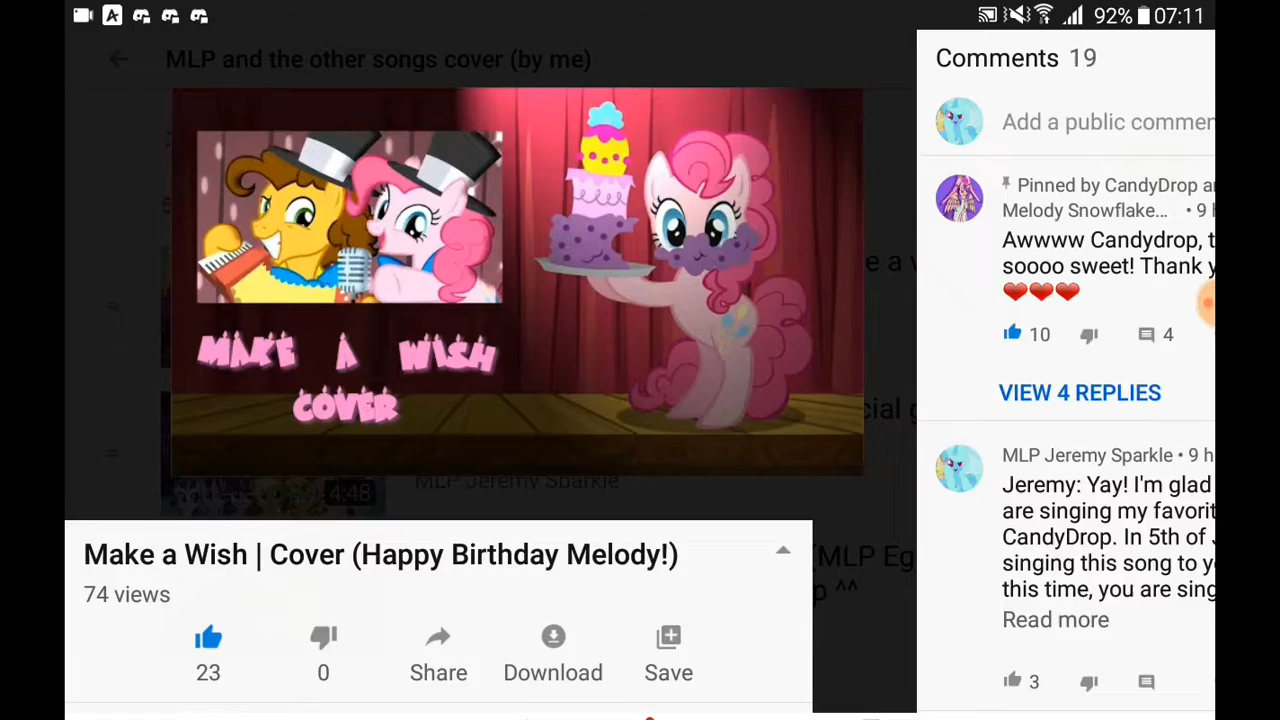 92% 07:11
MLP and the other songs cover (by me)
MAKE A WISH
COVER
4:48
MLP Jeremy Sparkle
Make a Wish | Cover (Happy Birthday Melody!)
74 views
23
0
Share
Download
Save
Comments 19
Add a public commen
Pinned by CandyDrop a
Melody Snowflake... • 9 h
Awwww Candydrop, t
soooo sweet! Thank y
10
4
VIEW 4 REPLIES
MLP Jeremy Sparkle • 9 h
Jeremy: Yay! I'm glad
are singing my favorit
CandyDrop. In 5th of
singing this song to y
this time, you are sing
Read more
3
(MLP Eg
p ^^
e a v
cial g